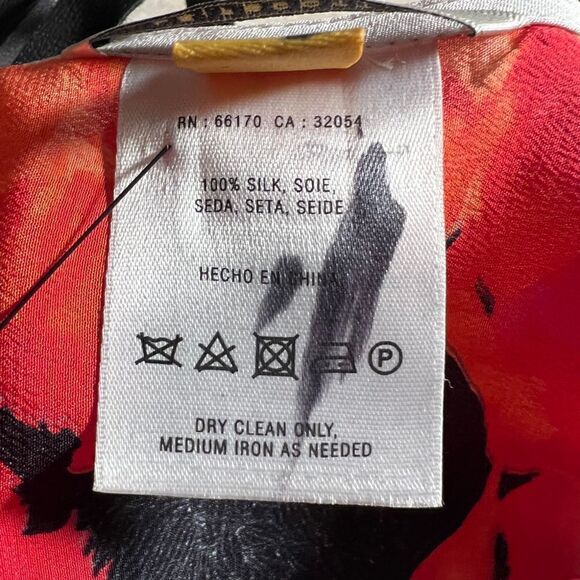 RN : 66170 CA : 32054
100% SILK, SOIE,
SEDA, SETA, SEIDE
HECHO EN CHINA
P
DRY CLEAN ONLY,
MEDIUM IRON AS NEEDED